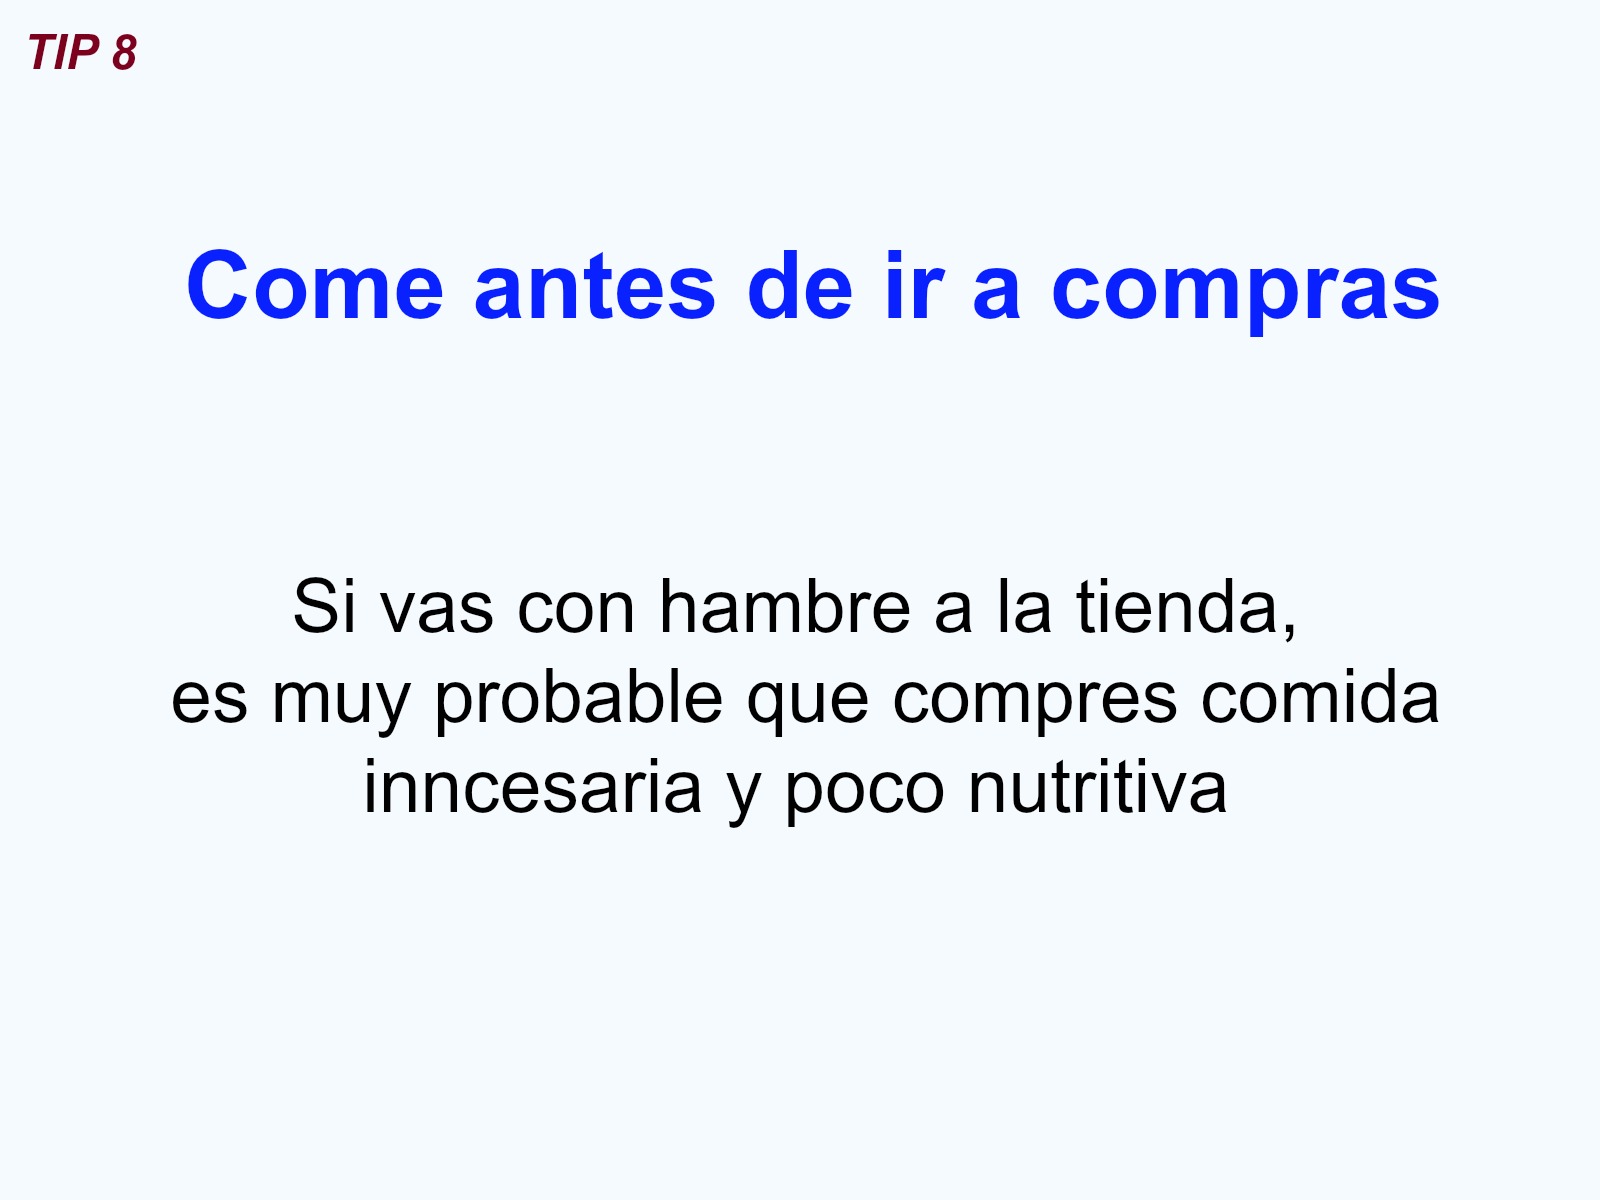 TIP 8
Come antes de ir a compras
Si vas con hambre a la tienda,
es muy probable que compres comida
inncesaria y poco nutritiva